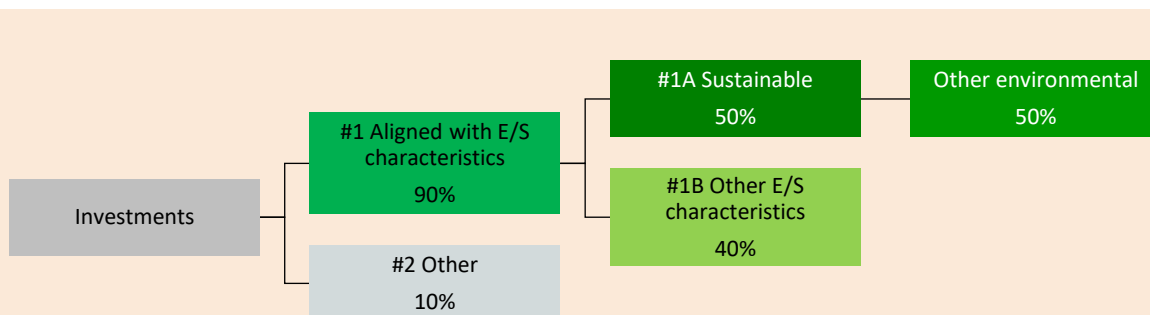 Investments
#1 Aligned with E/S
characteristics
90%
#2 Other
10%
#1A Sustainable
50%
#1B Other E/S
characteristics
40%
Other environmental
50%